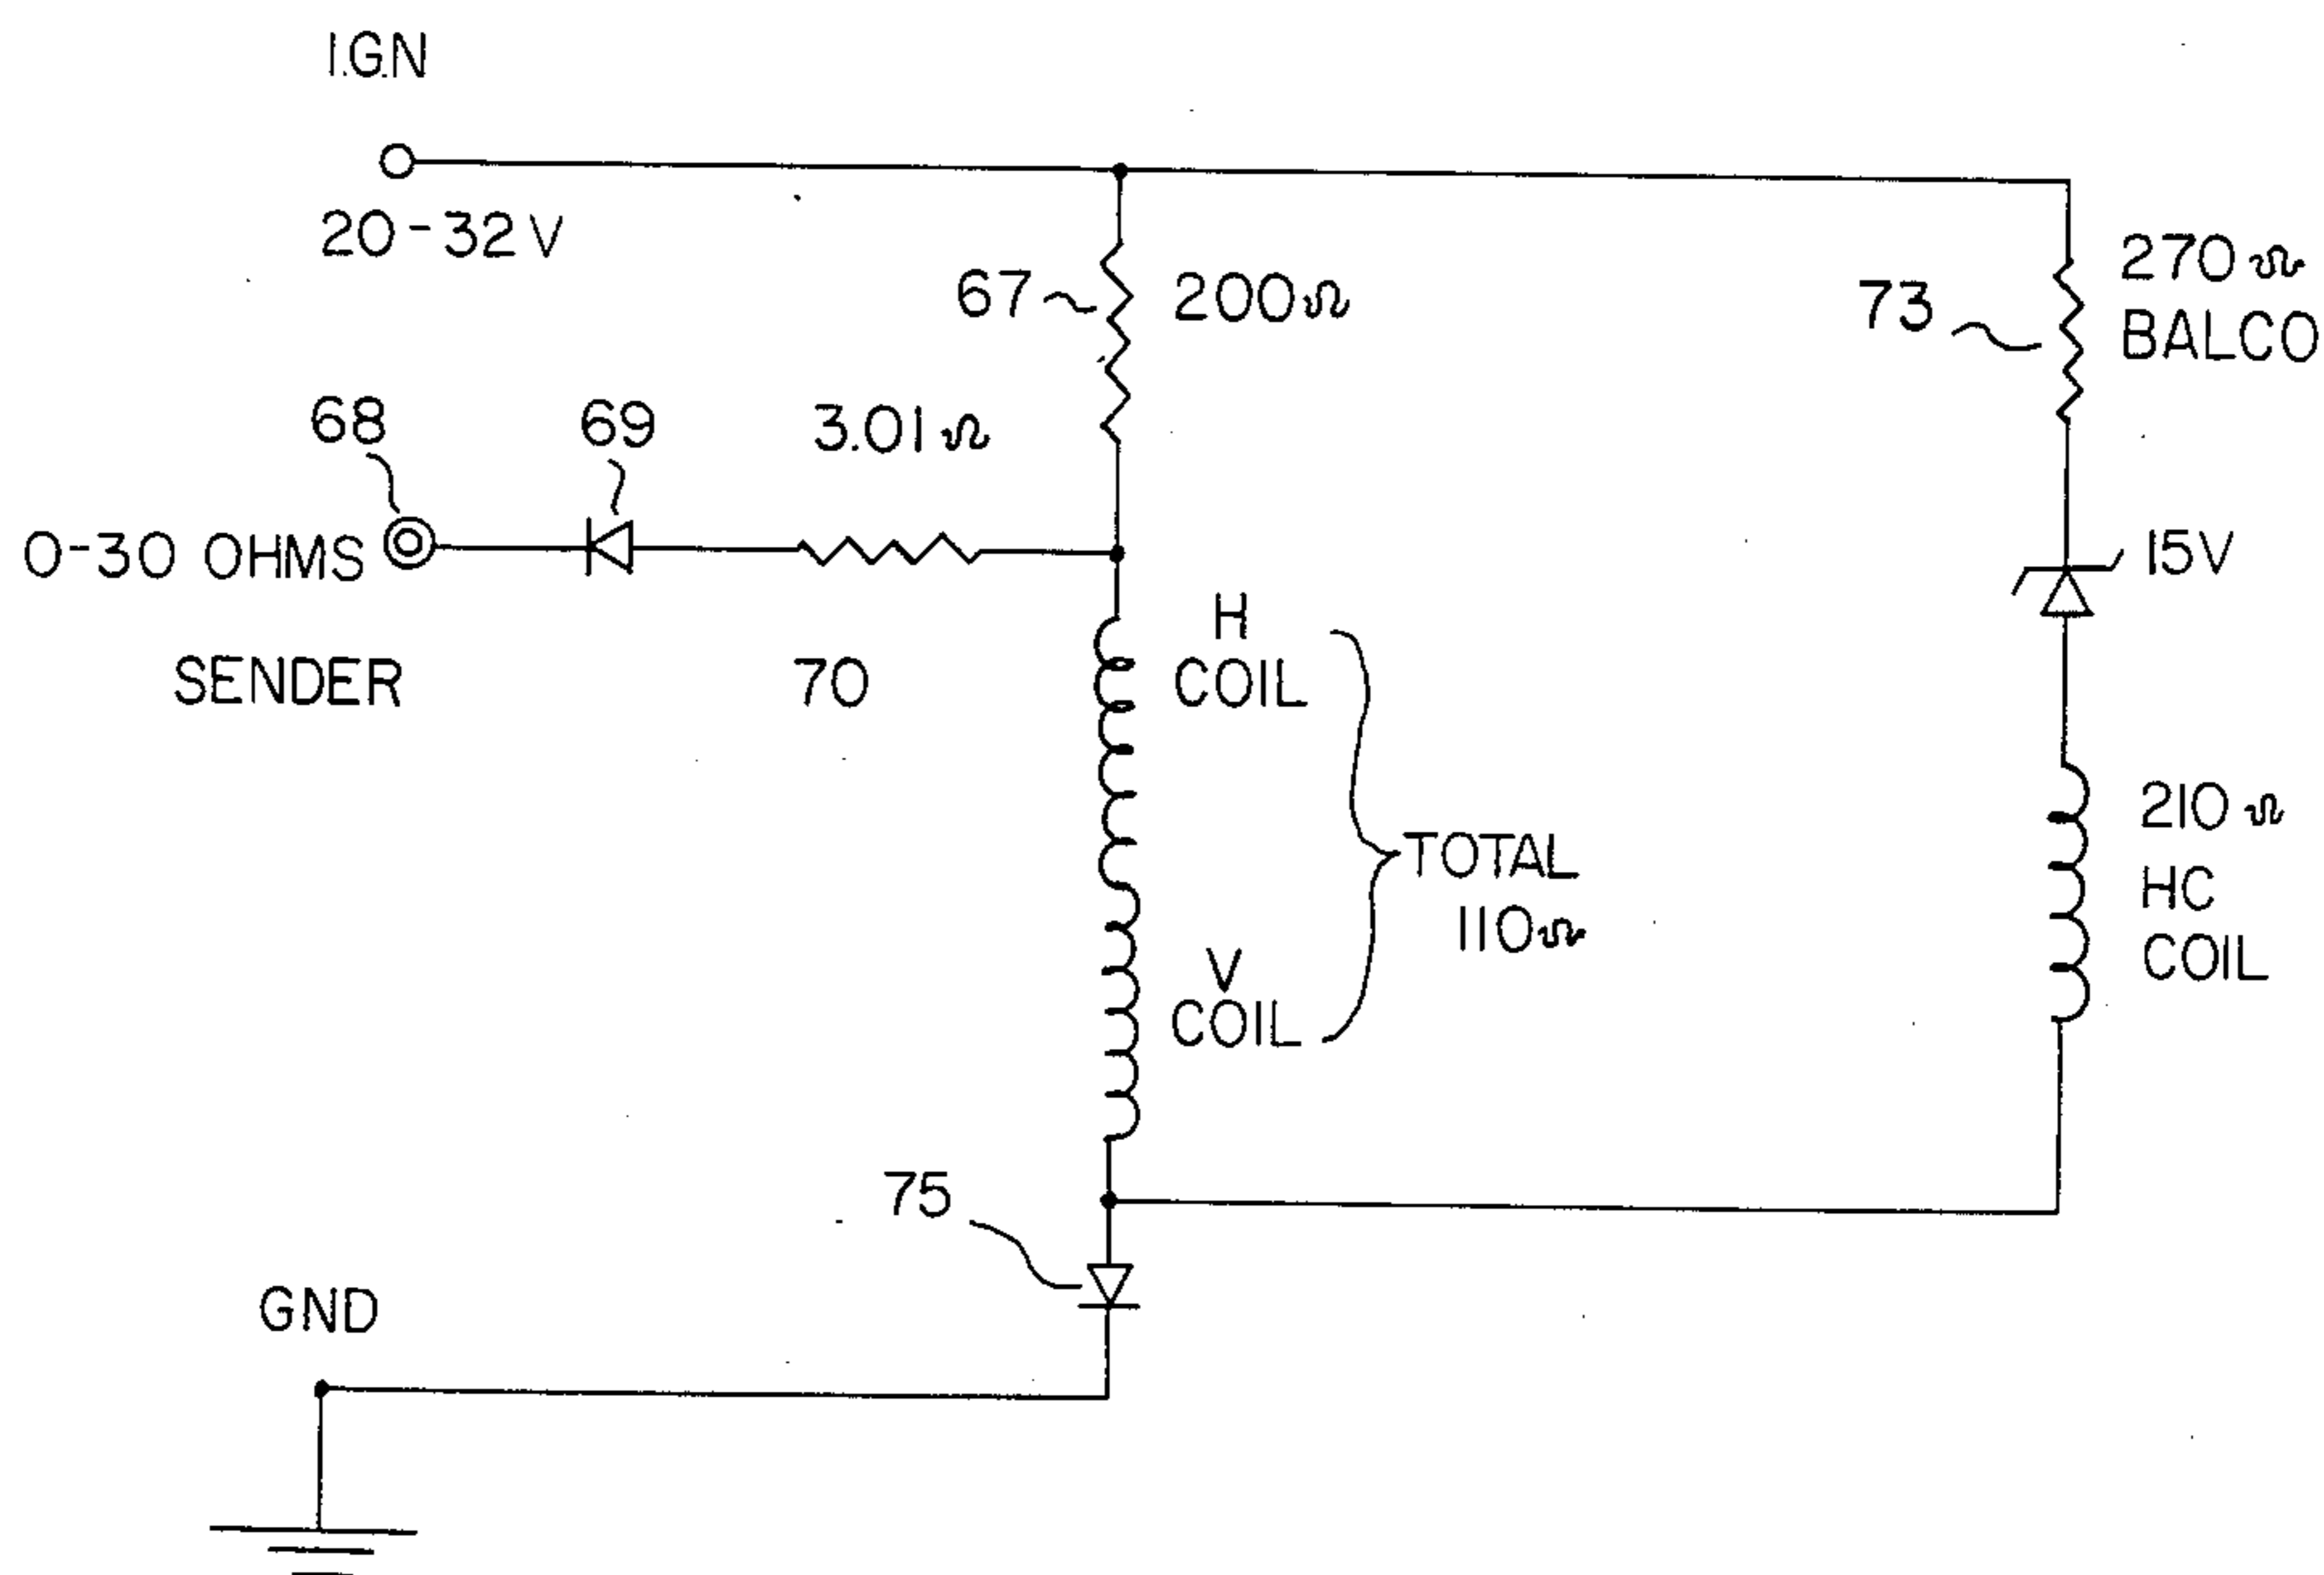 I.G.N
20-32V
67
200Ω
73
270Ω
BALCO
68
69
3.01Ω
0-30 OHMS
SENDER
70
15V
H
COIL
TOTAL
110Ω
V
COIL
210Ω
HC
COIL
75
GND